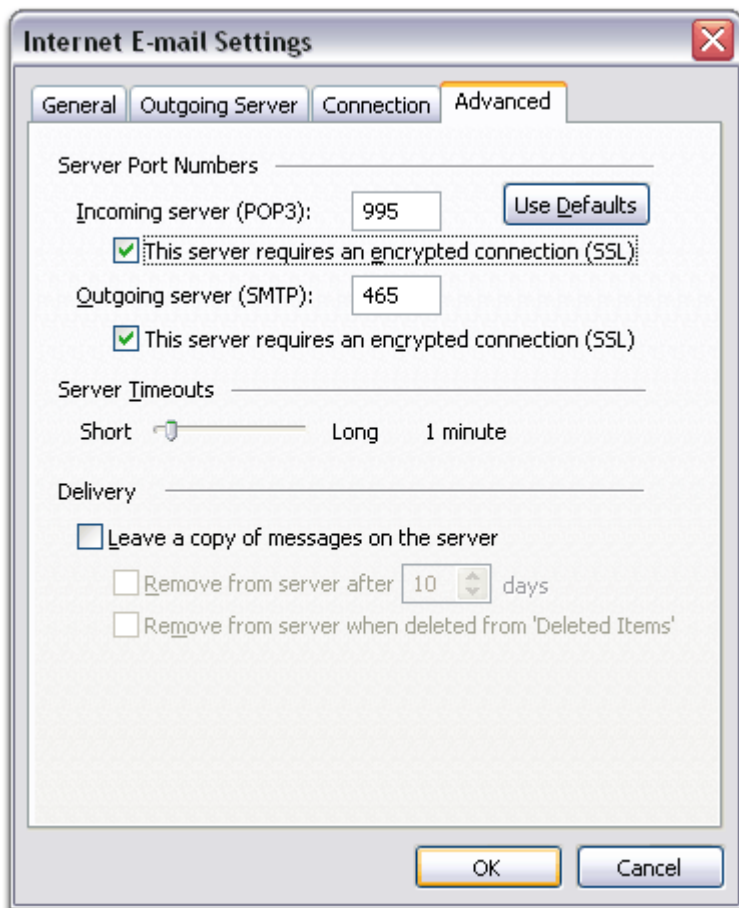 Internet E-mail Settings
General Outgoing Server Connection Advanced
Server Port Numbers
Incoming server (POP3): 995 Use Defaults
This server requires an encrypted connection (SSL)
Outgoing server (SMTP): 465
This server requires an encrypted connection (SSL)
Server Timeouts
Short Long 1 minute
Delivery
Leave a copy of messages on the server
Remove from server after 10 days
Remove from server when deleted from 'Deleted Items'
OK Cancel